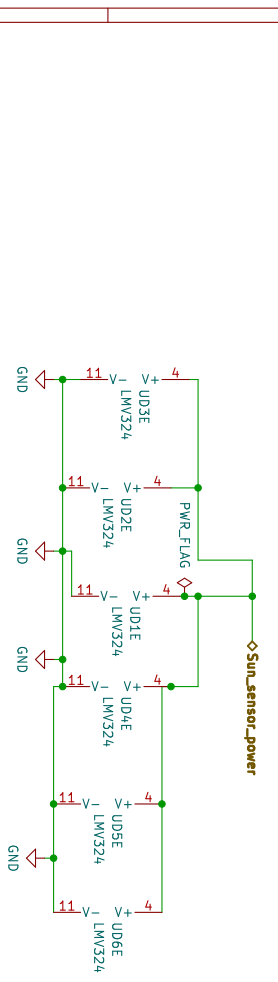 GND
11
V-
V+
4
UD3E
LMV324
11
V-
V+
4
UD2E
LMV324
PWR_FLAG
GND
11
V-
V+
4
UD1E
LMV324
Sun_sensor_power
GND
11
V-
V+
4
UD4E
LMV324
11
V-
V+
4
UD5E
LMV324
GND
11
V-
V+
4
UD6E
LMV324